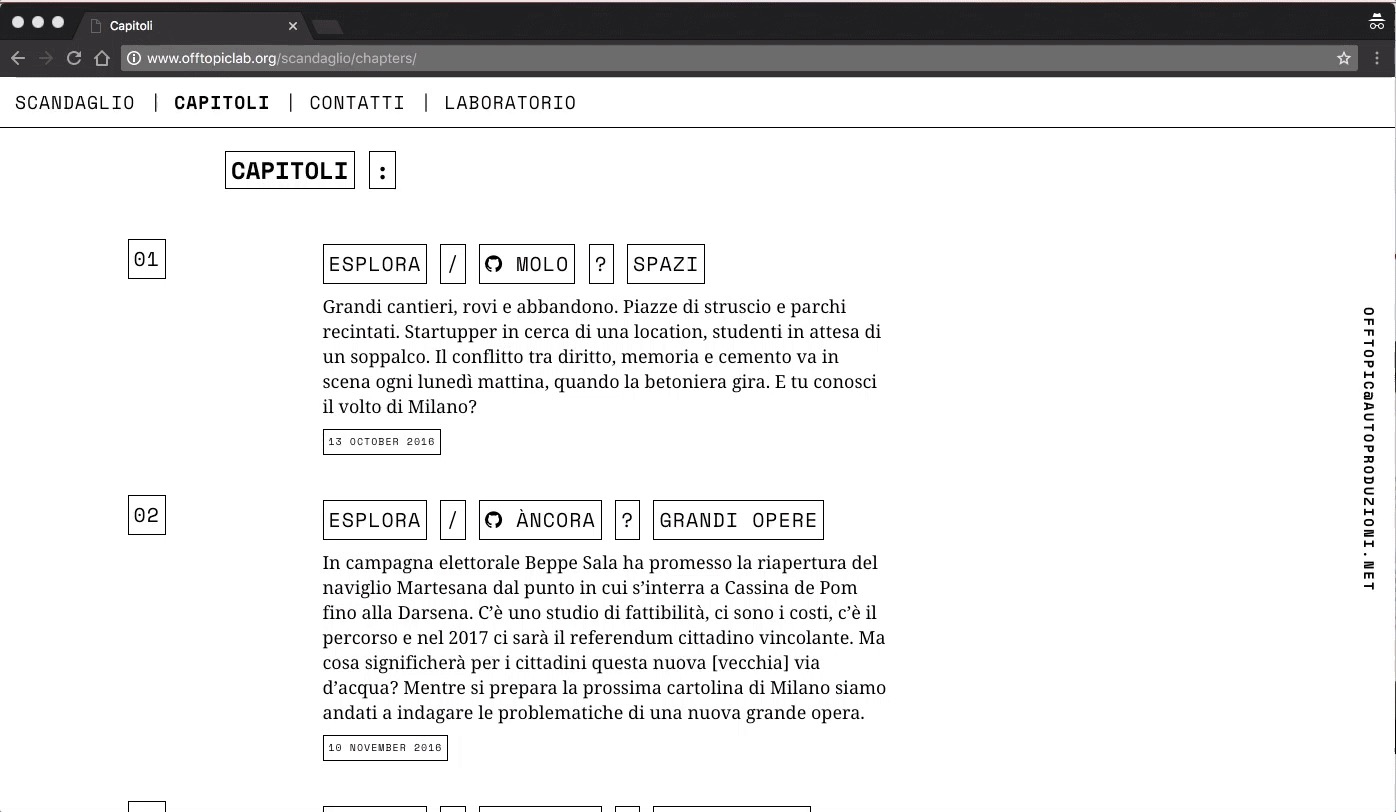 Capitoli
www.offtopiclab.org/scandaglio/chapters/
SCANDAGLIO | CAPITOLI | CONTATTI | LABORATORIO
CAPITOLI :
01
ESPLORA / MOLO ? SPAZI
Grandi cantieri, rovi e abbandono. Piazze di struscio e parchi
recintati. Startupper in cerca di una location, studenti in attesa di
un soppalco. Il conflitto tra diritto, memoria e cemento va in
scena ogni lunedì mattina, quando la betoniera gira. E tu conosci
il volto di Milano?
13 OCTOBER 2016
02
ESPLORA / ÀNCORA ? GRANDI OPERE
In campagna elettorale Beppe Sala ha promesso la riapertura del
naviglio Martesana dal punto in cui s’interra a Cassina de Pom
fino alla Darsena. C’è uno studio di fattibilità, ci sono i costi, c’è il
percorso e nel 2017 ci sarà il referendum cittadino vincolante. Ma
cosa significherà per i cittadini questa nuova [vecchia] via
d’acqua? Mentre si prepara la prossima cartolina di Milano siamo
andati a indagare le problematiche di una nuova grande opera.
10 NOVEMBER 2016
OFFTOPIC@AUTOPRODUZIONI.NET